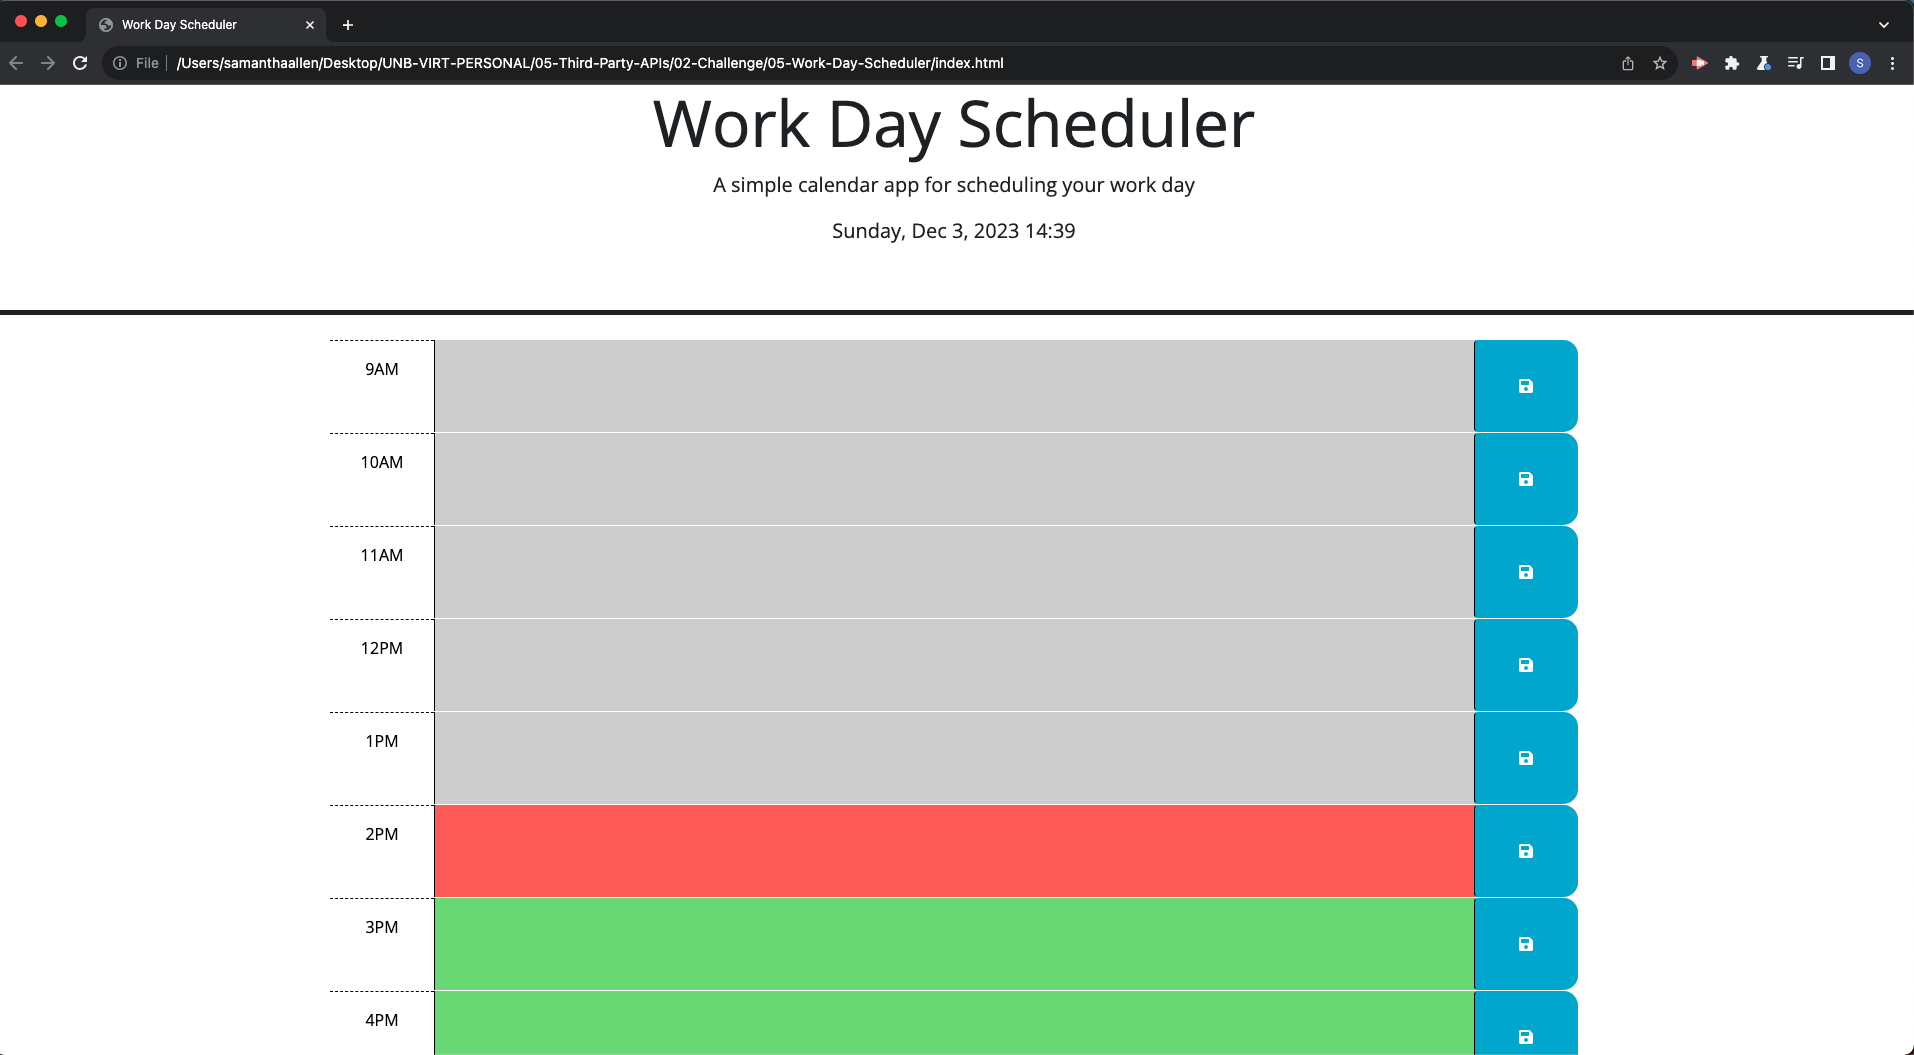 Work Day Scheduler
File
/Users/samanthaallen/Desktop/UNB-VIRT-PERSONAL/05-Third-Party-APIs/02-Challenge/05-Work-Day-Scheduler/index.html
S
Work Day Scheduler
A simple calendar app for scheduling your work day
Sunday, Dec 3, 2023 14:39
9AM
10AM
11AM
12PM
1PM
2PM
3PM
4PM